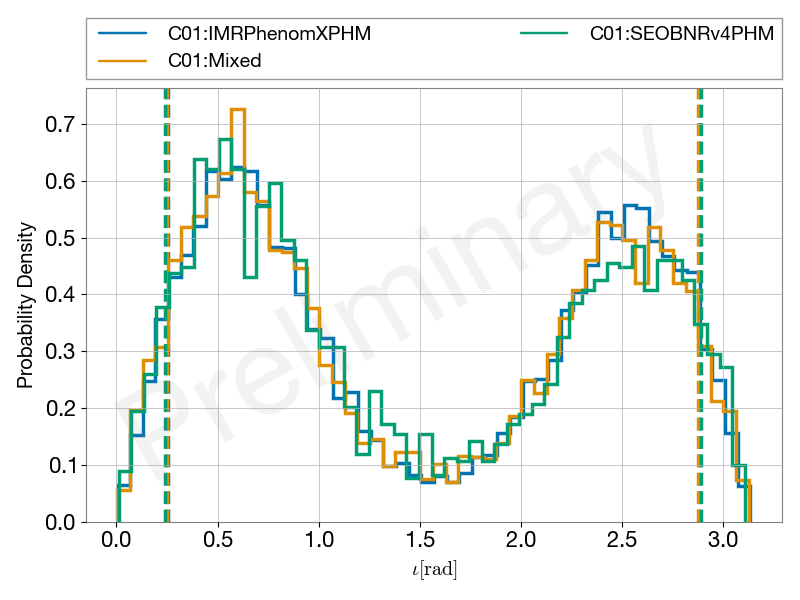 C01:IMRPhenomXPHM
C01:Mixed
C01:SEOBNRv4PHM
Preliminary
Probability Density
0.7
0.6
0.5
0.4
0.3
0.2
0.1
0.0
0.0 0.5 1.0 1.5 2.0 2.5 3.0
ι[rad]